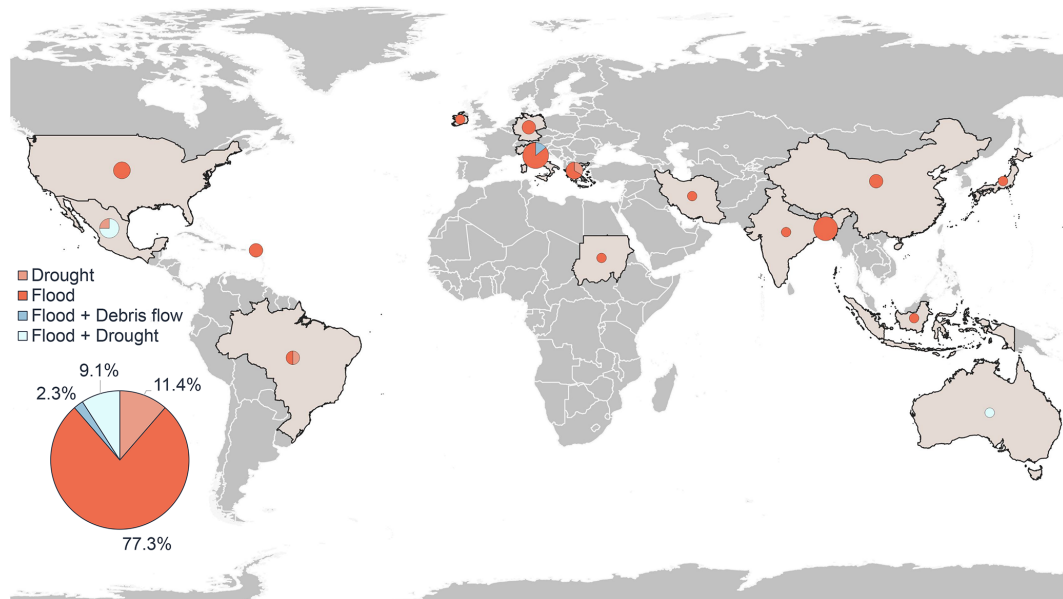 Drought
Flood
Flood + Debris flow
Flood + Drought
9.1%
2.3%
11.4%
77.3%